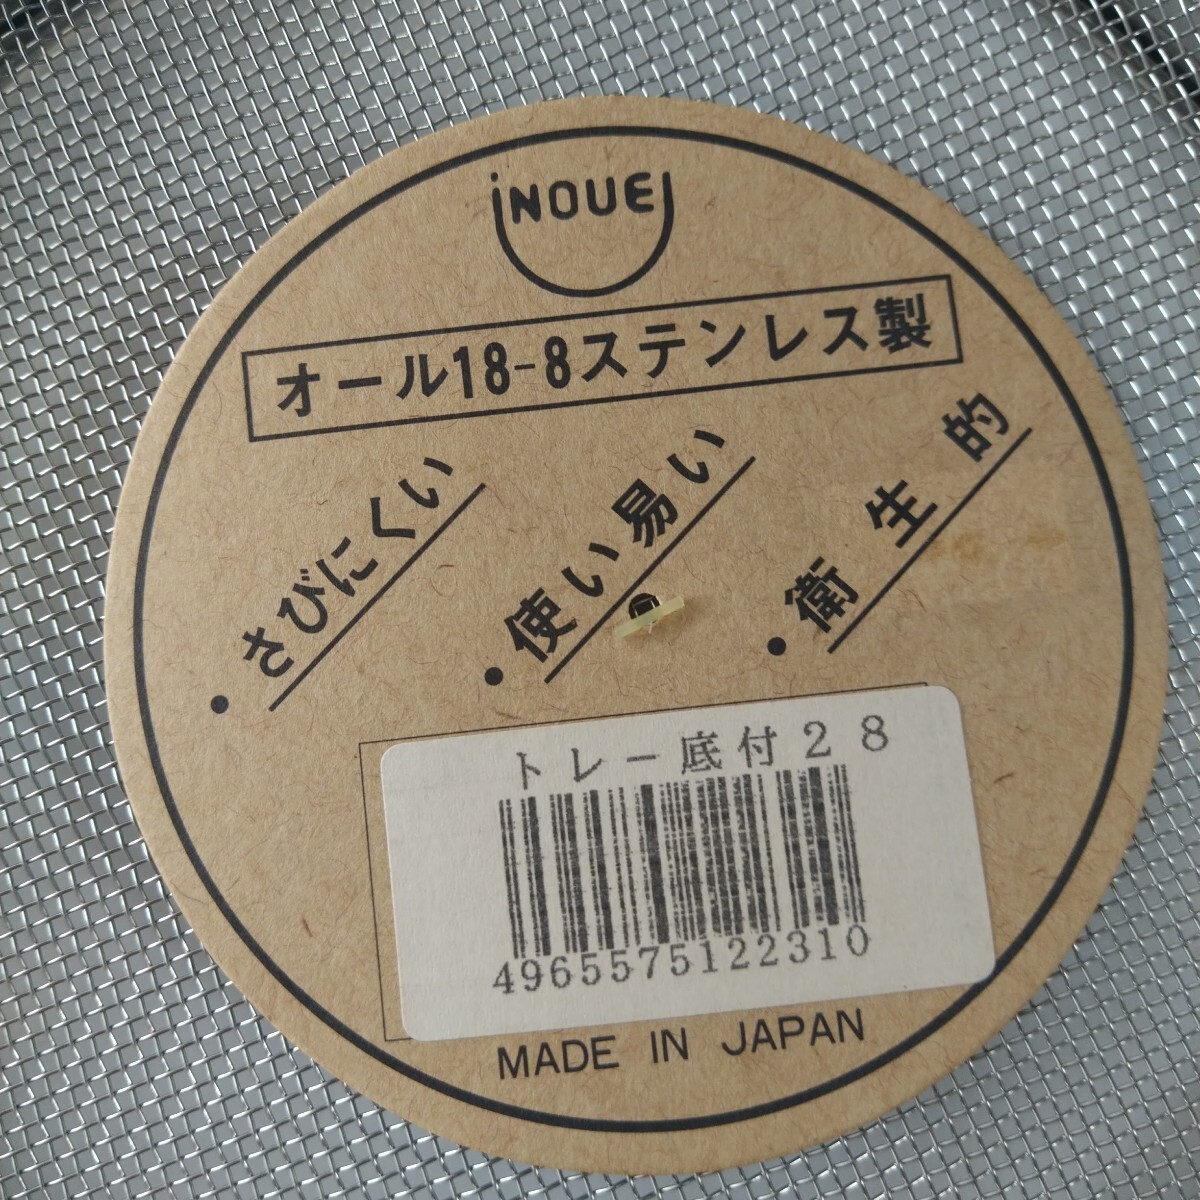 iNOUE
オール18-8ステンレス製
・さびにくい
・使い易い
・衛生的
トレー底付28
4965575122310
MADE IN JAPAN